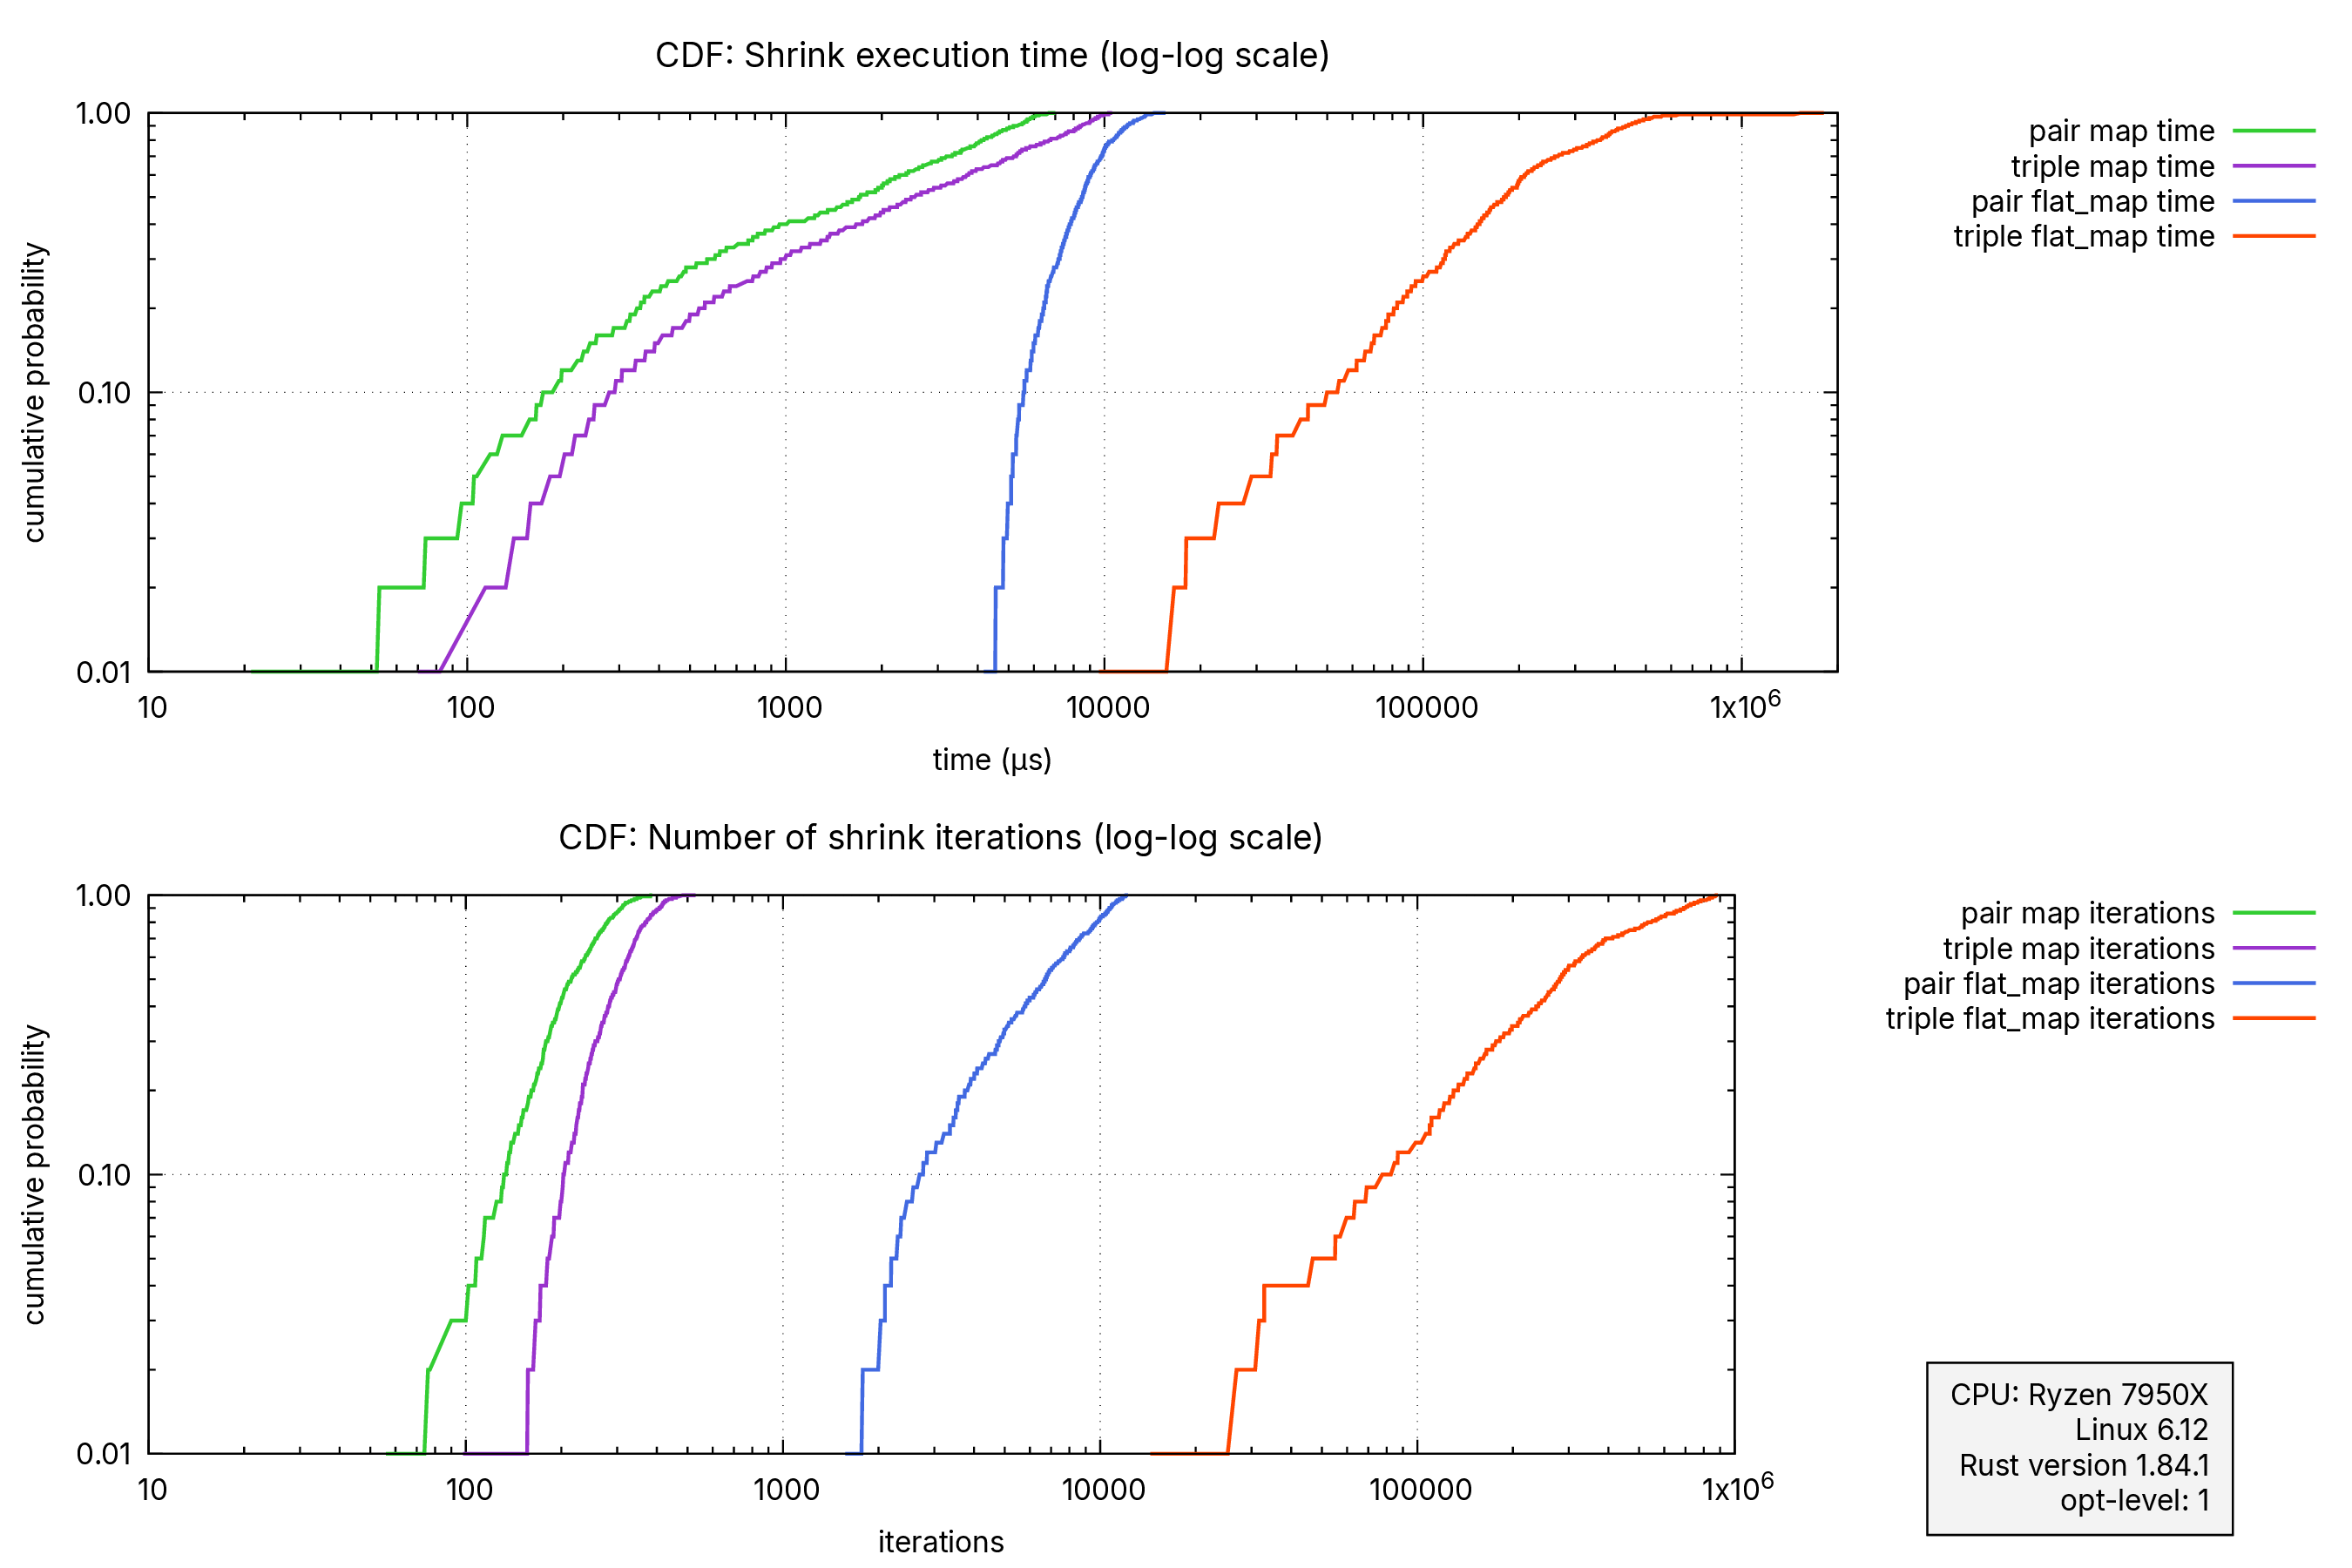 CDF: Shrink execution time (log-log scale)
1.00
0.10
0.01
cumulative probability
10 100 1000 10000 100000 1x10⁶
time (µs)
pair map time
triple map time
pair flat_map time
triple flat_map time
CDF: Number of shrink iterations (log-log scale)
1.00
0.10
0.01
cumulative probability
10 100 1000 10000 100000 1x10⁶
iterations
pair map iterations
triple map iterations
pair flat_map iterations
triple flat_map iterations
CPU: Ryzen 7950X
Linux 6.12
Rust version 1.84.1
opt-level: 1